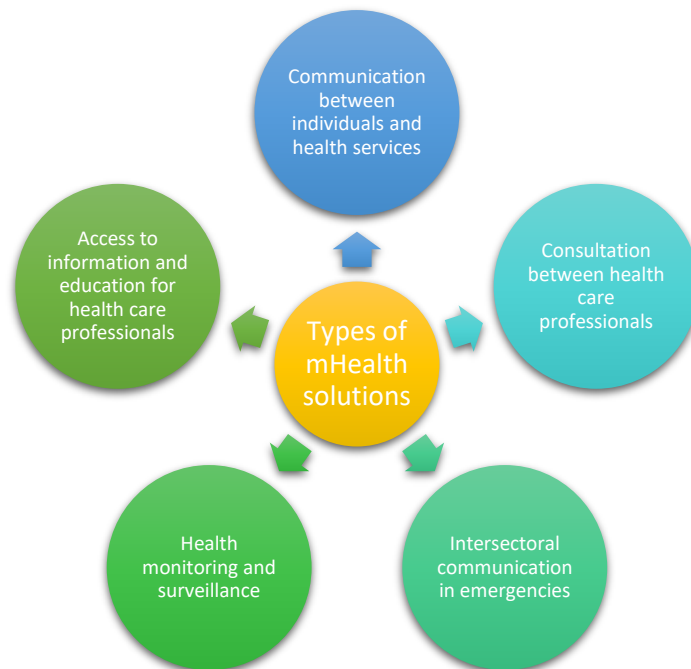 Communication
between
individuals and
health services
Access to
information and
education for
health care
professionals
Consultation
between health
care
professionals
Types of
mHealth
solutions
Health
monitoring and
surveillance
Intersectoral
communication
in emergencies